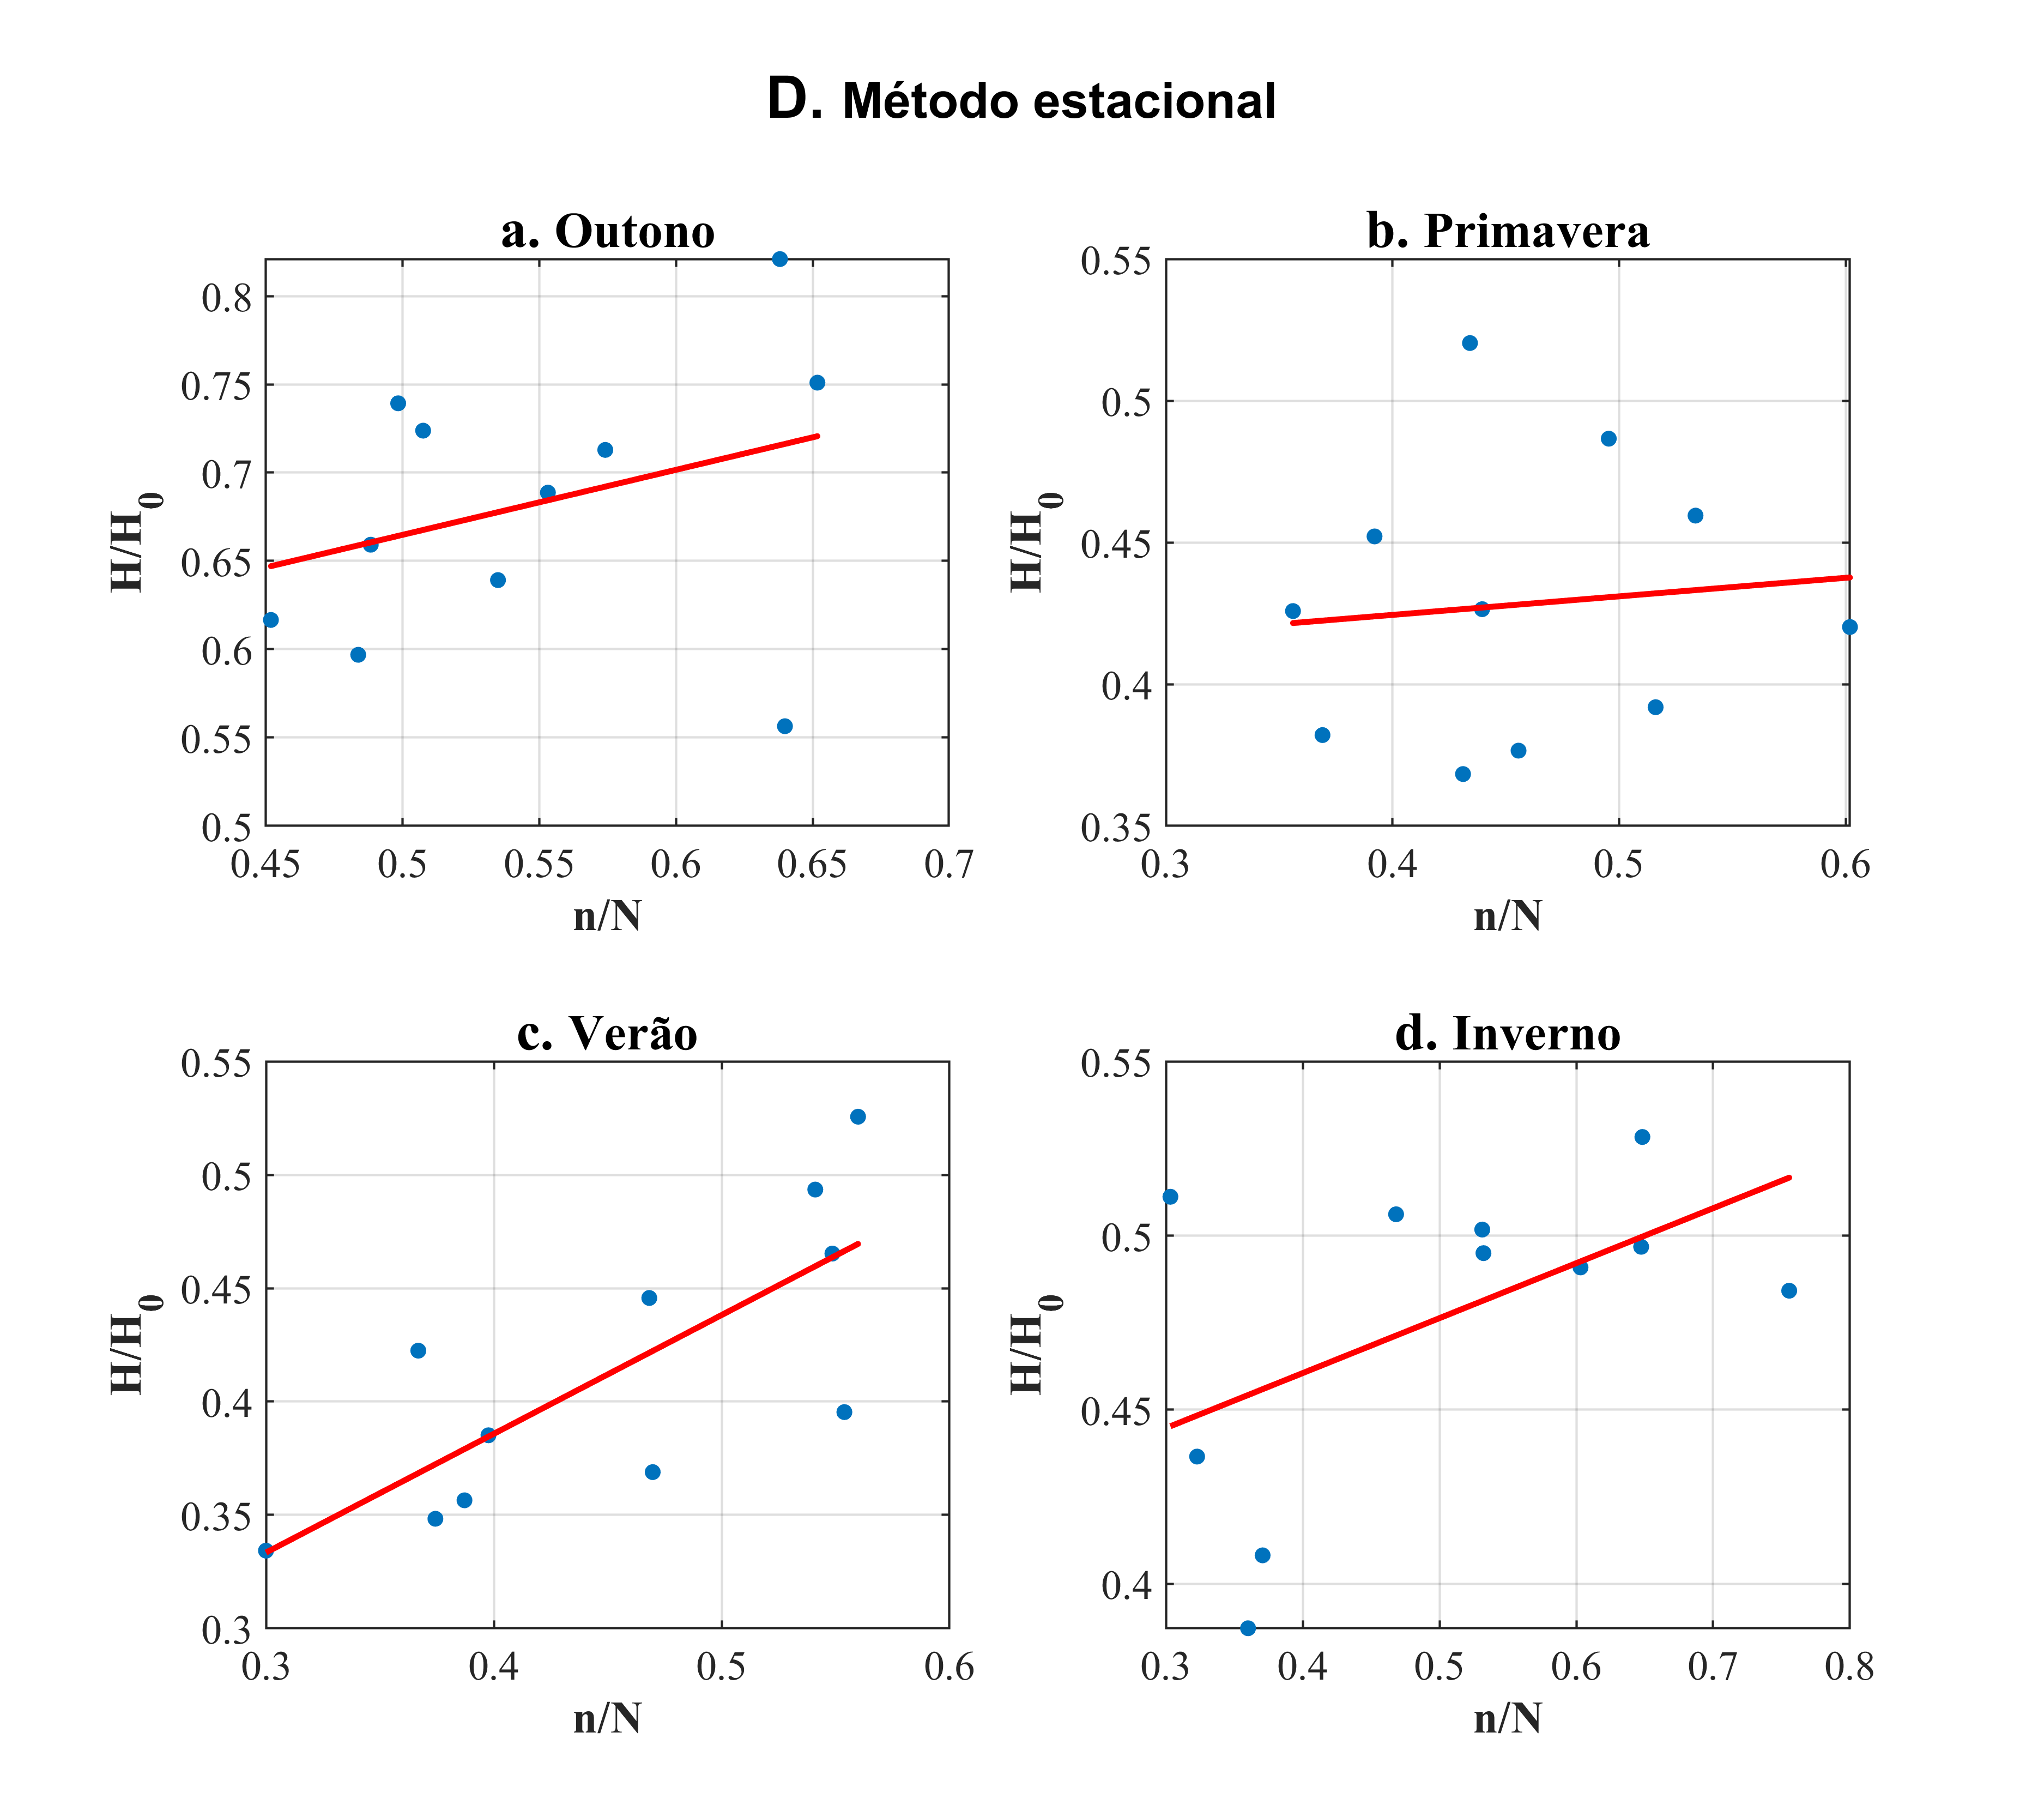 D. Método estacional
a. Outono
0.8
0.75
0.7
0.65
0.6
0.55
0.5
0.45 0.5 0.55 0.6 0.65 0.7
H/H0
n/N
b. Primavera
0.55
0.5
0.45
0.4
0.35
0.3 0.4 0.5 0.6
H/H0
n/N
c. Verão
0.55
0.5
0.45
0.4
0.35
0.3
0.3 0.4 0.5 0.6
H/H0
n/N
d. Inverno
0.55
0.5
0.45
0.4
0.3 0.4 0.5 0.6 0.7 0.8
H/H0
n/N